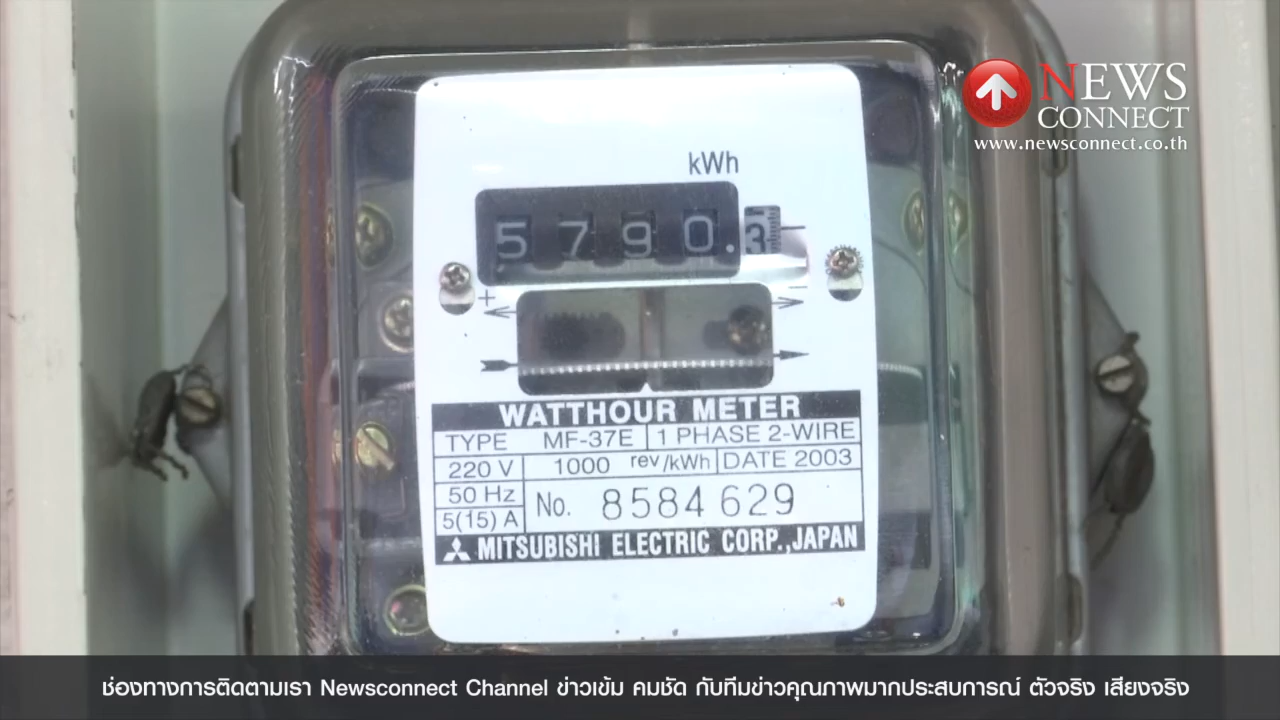 NEWS
CONNECT
www.newsconnect.co.th
kWh
5790.3
+ −
WATTHOUR METER
TYPE MF-37E 1 PHASE 2-WIRE
220 V 1000 rev/kWh DATE 2003
50 Hz
No. 8584 629
5(15) A
MITSUBISHI ELECTRIC CORP., JAPAN
ช่องทางการติดตามเรา Newsconnect Channel ข่าวเข้ม คมชัด กับทีมข่าวคุณภาพมากประสบการณ์ ตัวจริง เสียงจริง